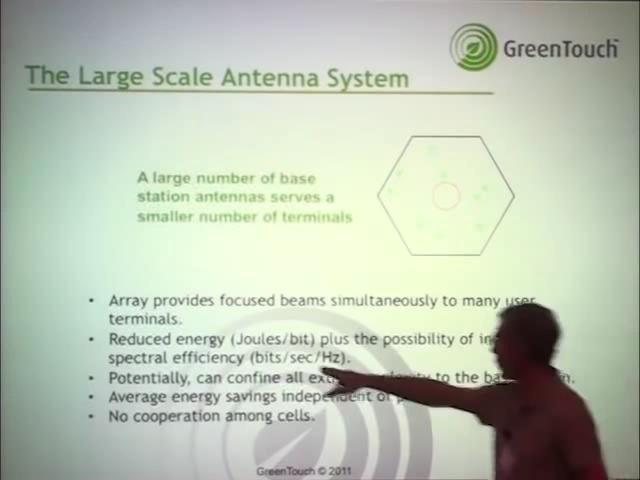 GreenTouch
The Large Scale Antenna System
A large number of base
station antennas serves a
smaller number of terminals
• Array provides focused beams simultaneously to many user
terminals.
• Reduced energy (Joules/bit) plus the possibility of
spectral efficiency (bits/sec/Hz).
• Potentially, can confine all to the
• Average energy savings independent of
• No cooperation among cells.
GreenTouch © 2011